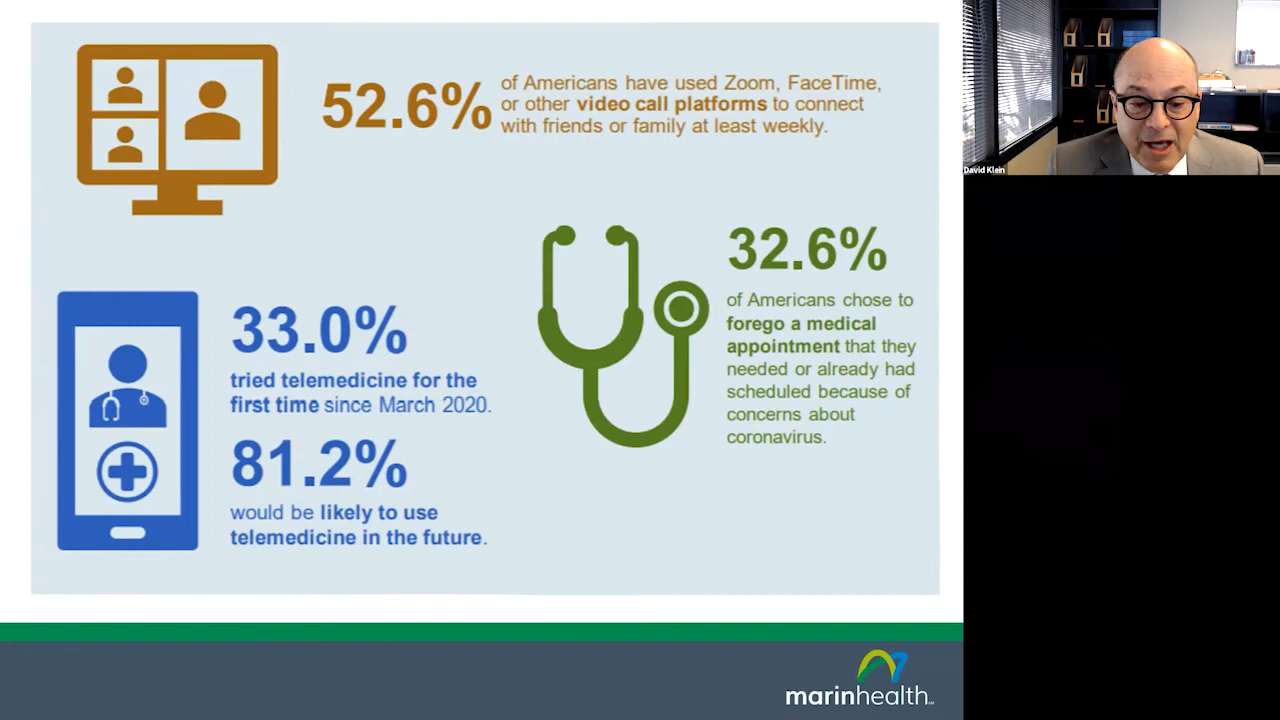 52.6%
of Americans have used Zoom, FaceTime,
or other video call platforms to connect
with friends or family at least weekly.
David Klein
32.6%
of Americans chose to
forego a medical
appointment that they
needed or already had
scheduled because of
concerns about
coronavirus.
33.0%
tried telemedicine for the
first time since March 2020.
81.2%
would be likely to use
telemedicine in the future.
marinhealth